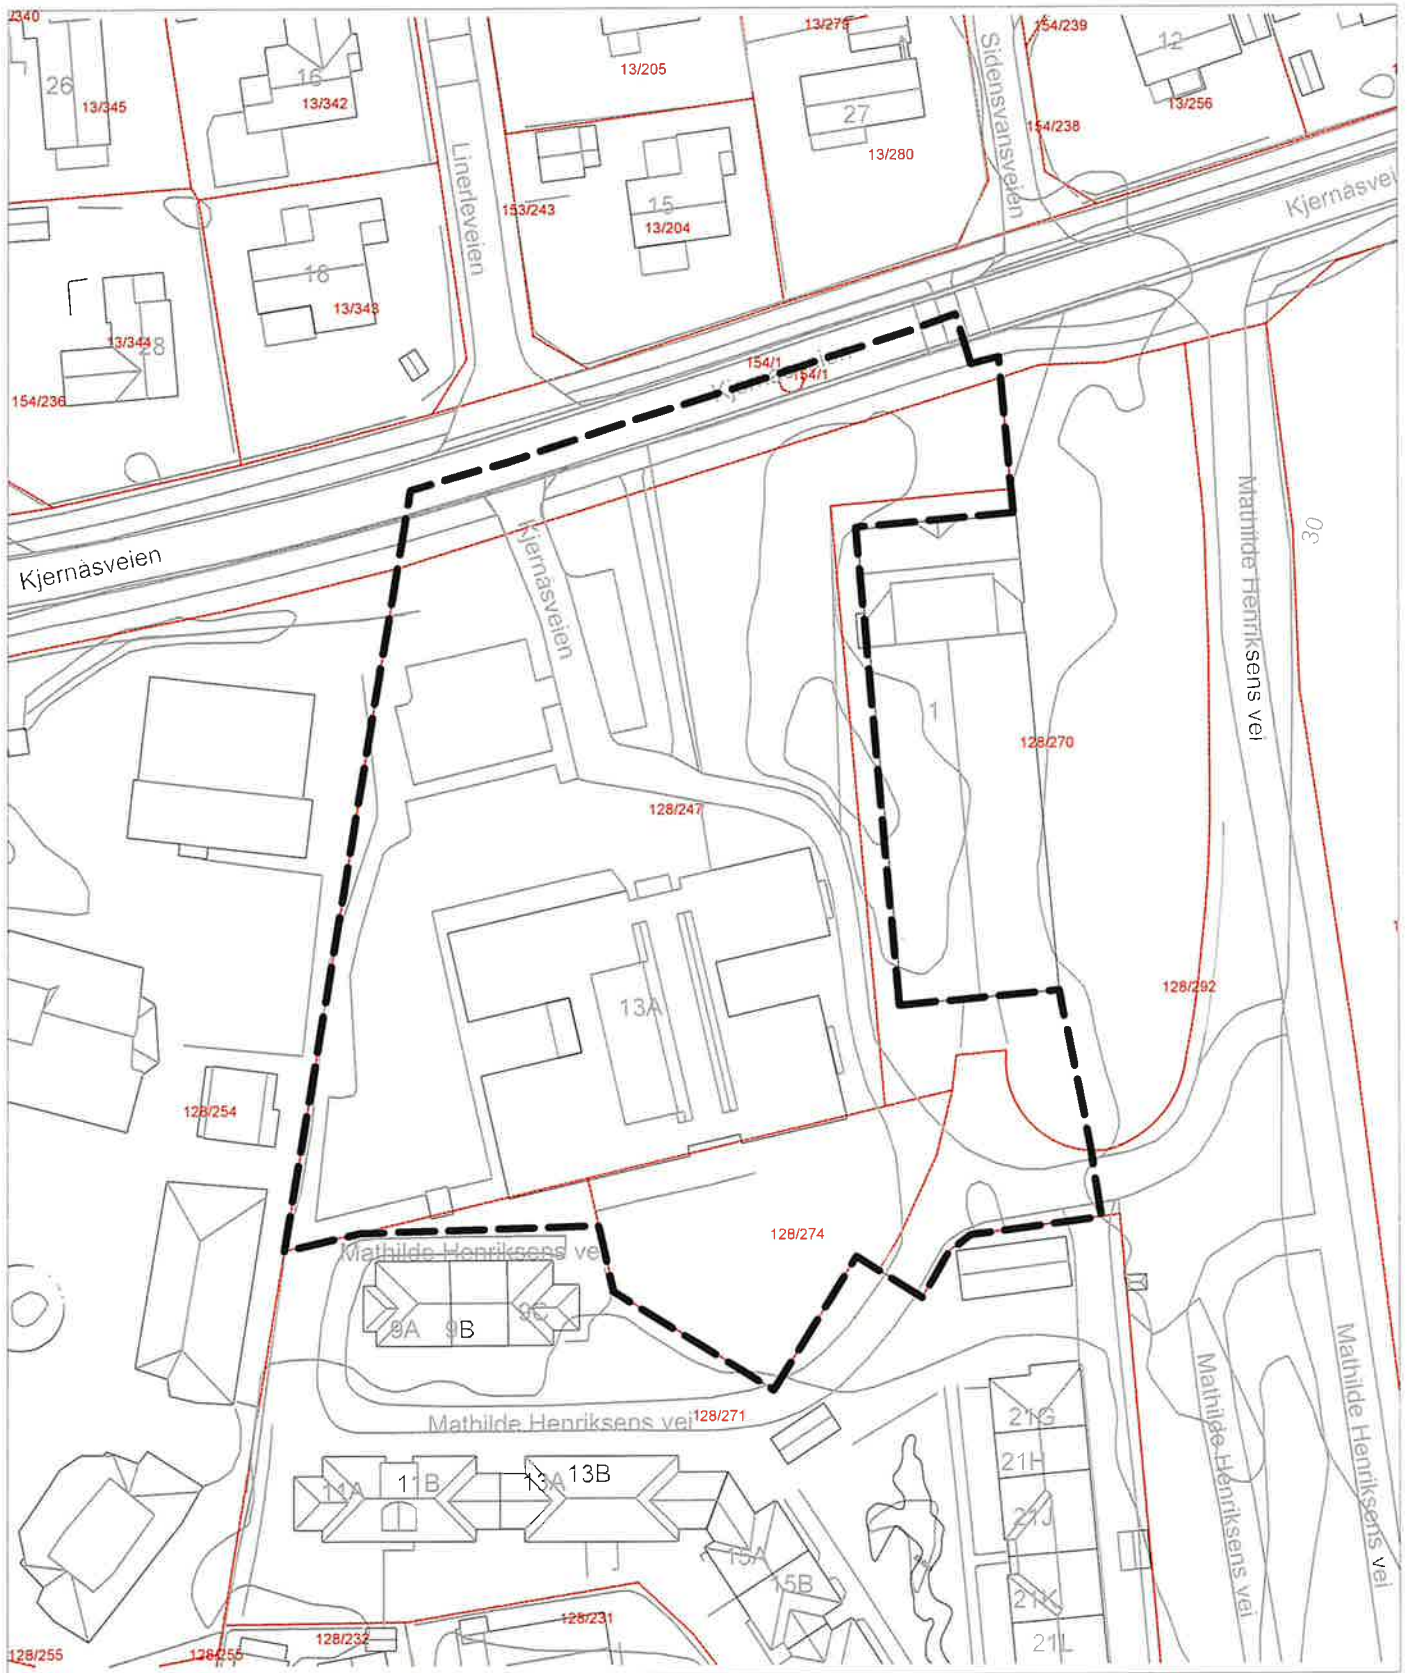 /340
26
13/345
16
13/342
Linerleveien
13/205
13/279
27
13/280
Sidensvansveien
154/239
12
13/256
154/238
Kjernåsvei
153/243
15
13/204
18
13/343
13/344
28
154/236
154/1
154/1
Kjernåsveien
Kjernåsveien
Mathilde Henriksens vei
30
1
128/270
128/247
13A
128/292
128/254
128/274
Mathilde Henriksens ve
9A
9B
9C
Mathilde Henriksens vei
128/271
11A
11B
13A
13B
15A
15B
21G
21H
21J
21K
21L
Mathilde Henriksens vei
Mathilde Henriksens vei
128/231
128/232
128/255
128/255